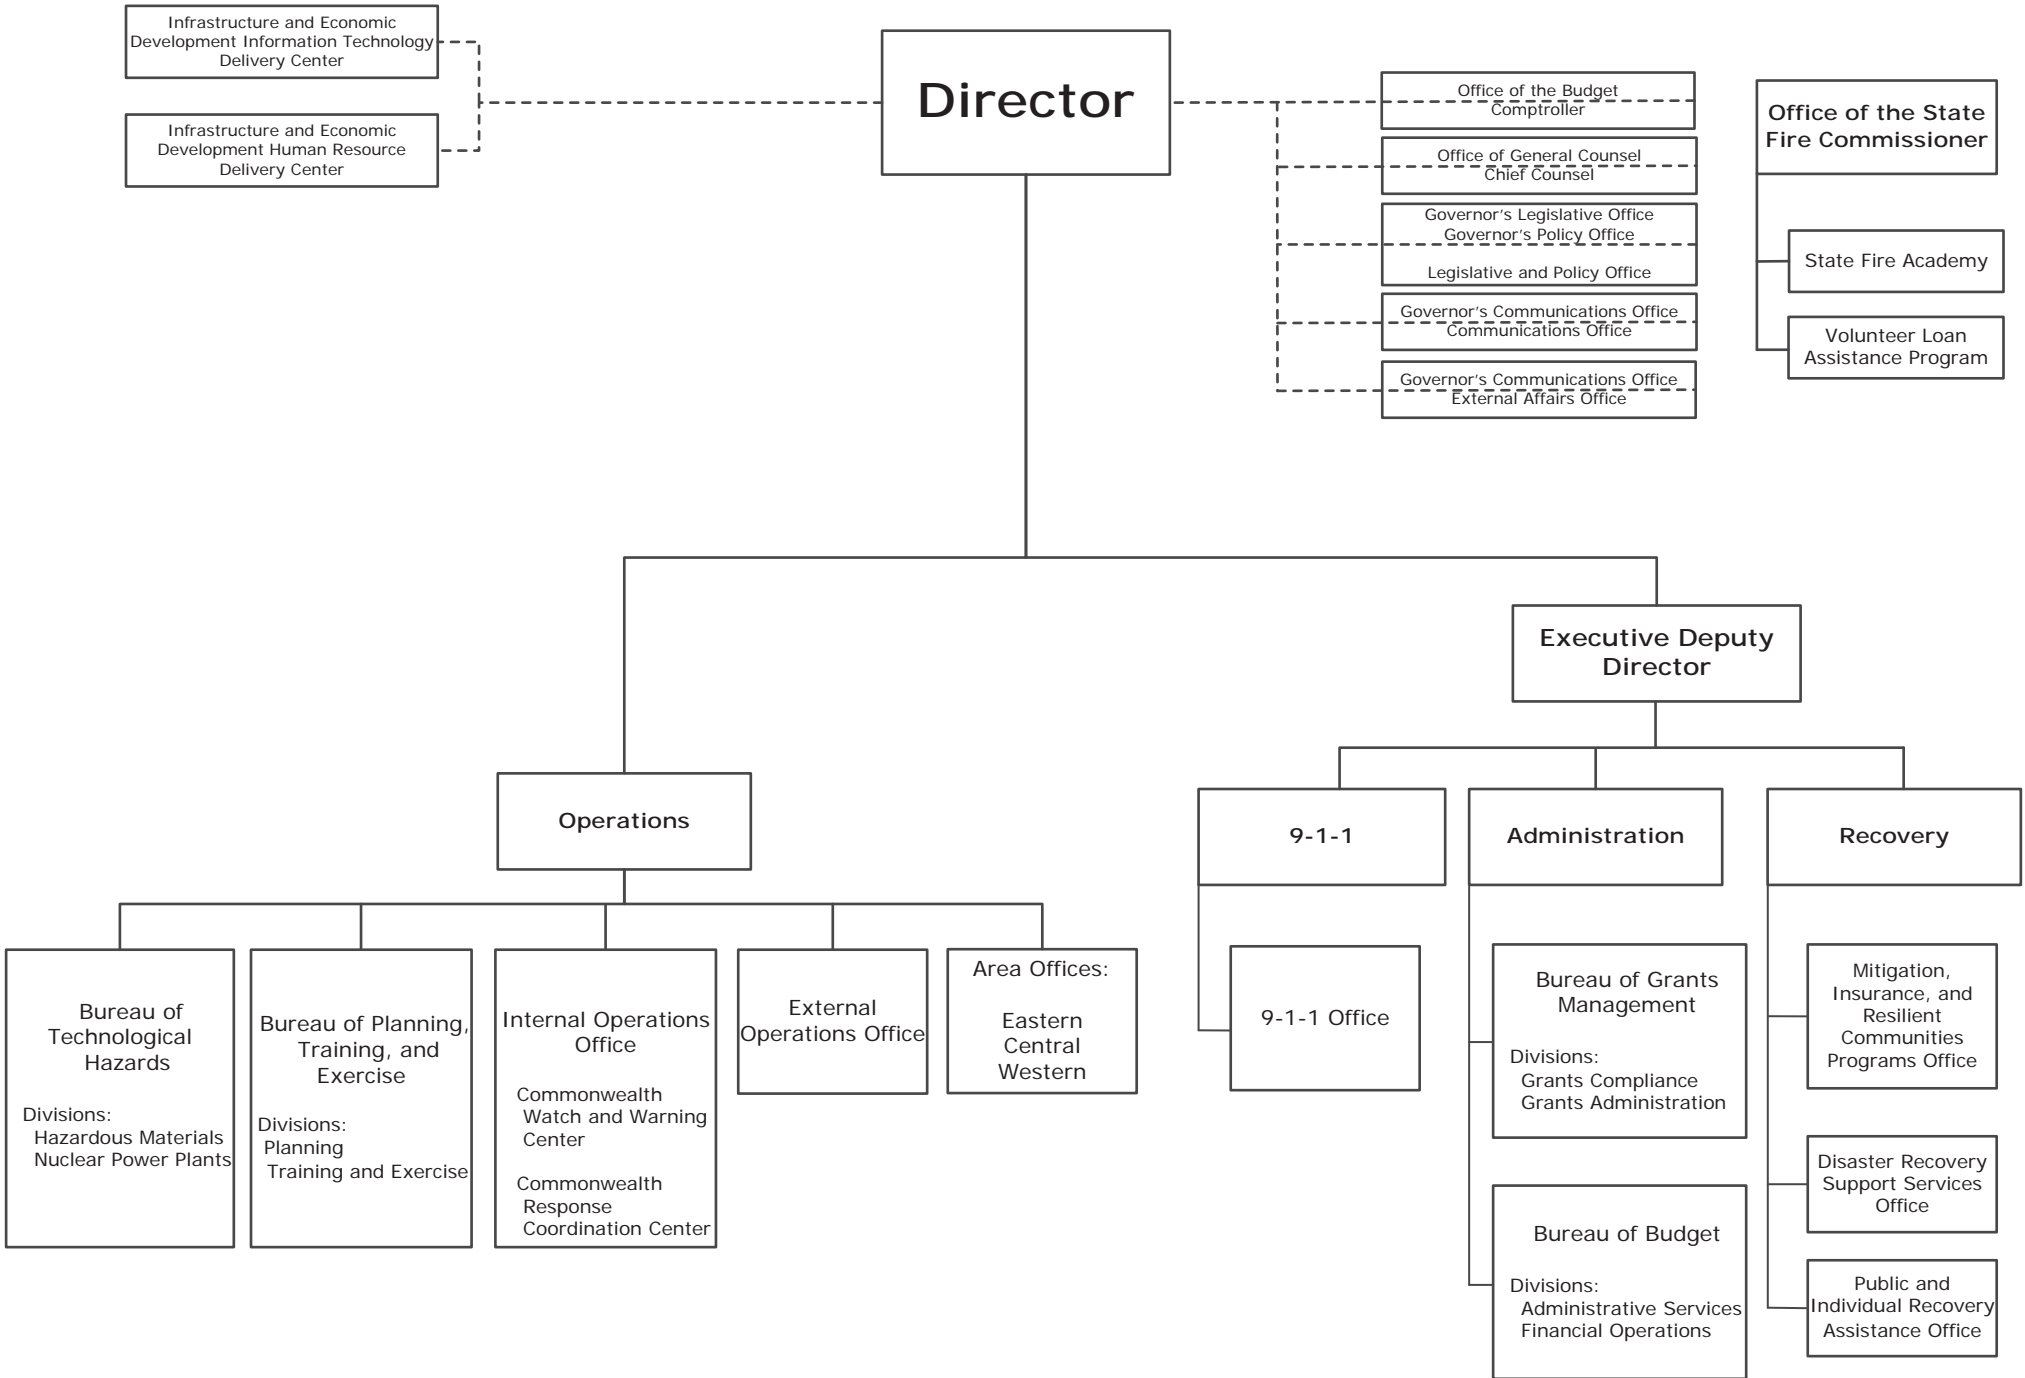 Infrastructure and Economic
Development Information Technology
Delivery Center
Infrastructure and Economic
Development Human Resource
Delivery Center
Director
Office of the Budget
Comptroller
Office of General Counsel
Chief Counsel
Governor's Legislative Office
Governor's Policy Office
Legislative and Policy Office
Governor's Communications Office
Communications Office
Governor's Communications Office
External Affairs Office
Office of the State
Fire Commissioner
State Fire Academy
Volunteer Loan
Assistance Program
Executive Deputy
Director
Operations
9-1-1
Administration
Recovery
Bureau of
Technological
Hazards
Divisions:
Hazardous Materials
Nuclear Power Plants
Bureau of Planning,
Training, and
Exercise
Divisions:
Planning
Training and Exercise
Internal Operations
Office
Commonwealth
Watch and Warning
Center
Commonwealth
Response
Coordination Center
External
Operations Office
Area Offices:
Eastern
Central
Western
9-1-1 Office
Bureau of Grants
Management
Divisions:
Grants Compliance
Grants Administration
Bureau of Budget
Divisions:
Administrative Services
Financial Operations
Mitigation,
Insurance, and
Resilient
Communities
Programs Office
Disaster Recovery
Support Services
Office
Public and
Individual Recovery
Assistance Office